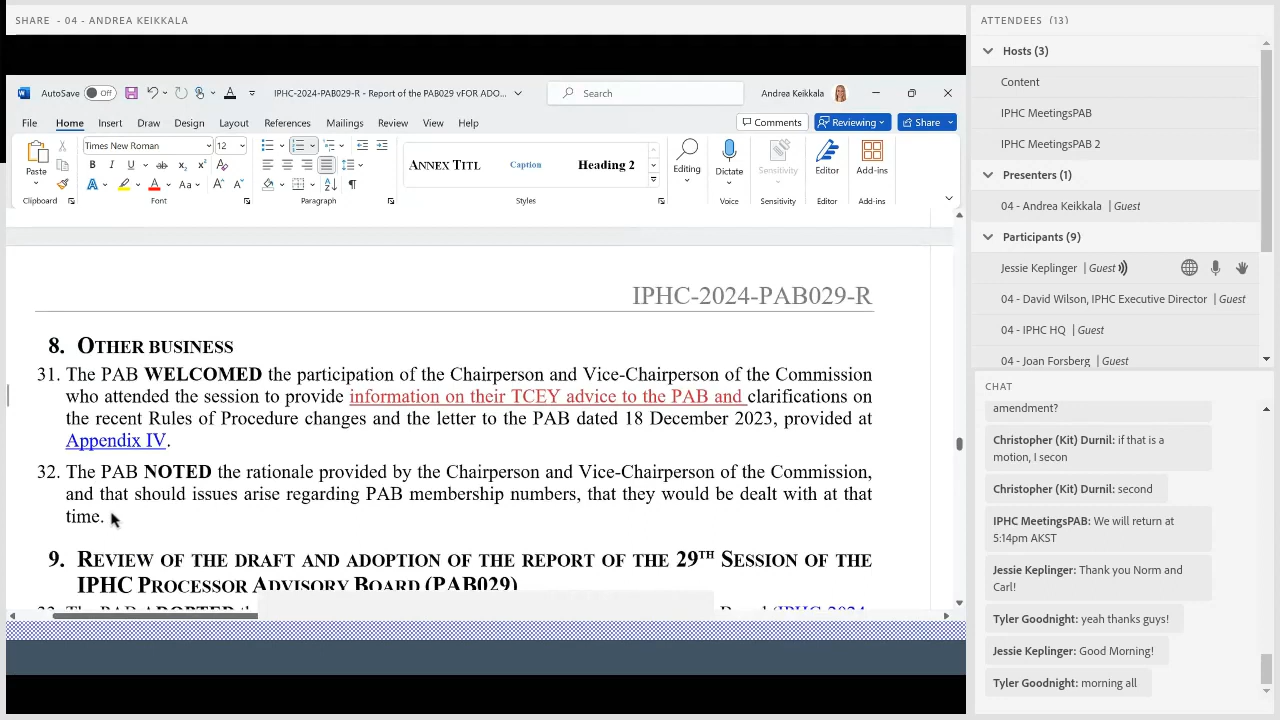 SHARE - 04 - ANDREA KEIKKALA
AutoSave Off
IPHC-2024-PAB029-R - Report of the PAB029 vFOR ADO...
Search
Andrea Keikkala
File Home Insert Draw Design Layout References Mailings Review View Help
Comments Reviewing Share
Times New Roman 12
Paste
ANNEX TITL Caption Heading 2
Editing Dictate Sensitivity Editor Add-ins
Clipboard Font Paragraph Styles Voice Sensitivity Editor Add-ins
IPHC-2024-PAB029-R
8. OTHER BUSINESS
31. The PAB WELCOMED the participation of the Chairperson and Vice-Chairperson of the Commission
who attended the session to provide information on their TCEY advice to the PAB and clarifications on
the recent Rules of Procedure changes and the letter to the PAB dated 18 December 2023, provided at
Appendix IV.
32. The PAB NOTED the rationale provided by the Chairperson and Vice-Chairperson of the Commission,
and that should issues arise regarding PAB membership numbers, that they would be dealt with at that
time.
9. REVIEW OF THE DRAFT AND ADOPTION OF THE REPORT OF THE 29TH SESSION OF THE
IPHC PROCESSOR ADVISORY BOARD (PAB029)
33. The PAB ADOPTED the Board (IPHC-2024-
ATTENDEES (13)
Hosts (3)
Content
IPHC MeetingsPAB
IPHC MeetingsPAB 2
Presenters (1)
04 - Andrea Keikkala | Guest
Participants (9)
Jessie Keplinger | Guest
04 - David Wilson, IPHC Executive Director | Guest
04 - IPHC HQ | Guest
04 - Joan Forsberg | Guest
CHAT
amendment?
Christopher (Kit) Durnil: if that is a
motion, I secon
Christopher (Kit) Durnil: second
IPHC MeetingsPAB: We will return at
5:14pm AKST
Jessie Keplinger: Thank you Norm and
Carl!
Tyler Goodnight: yeah thanks guys!
Jessie Keplinger: Good Morning!
Tyler Goodnight: morning all